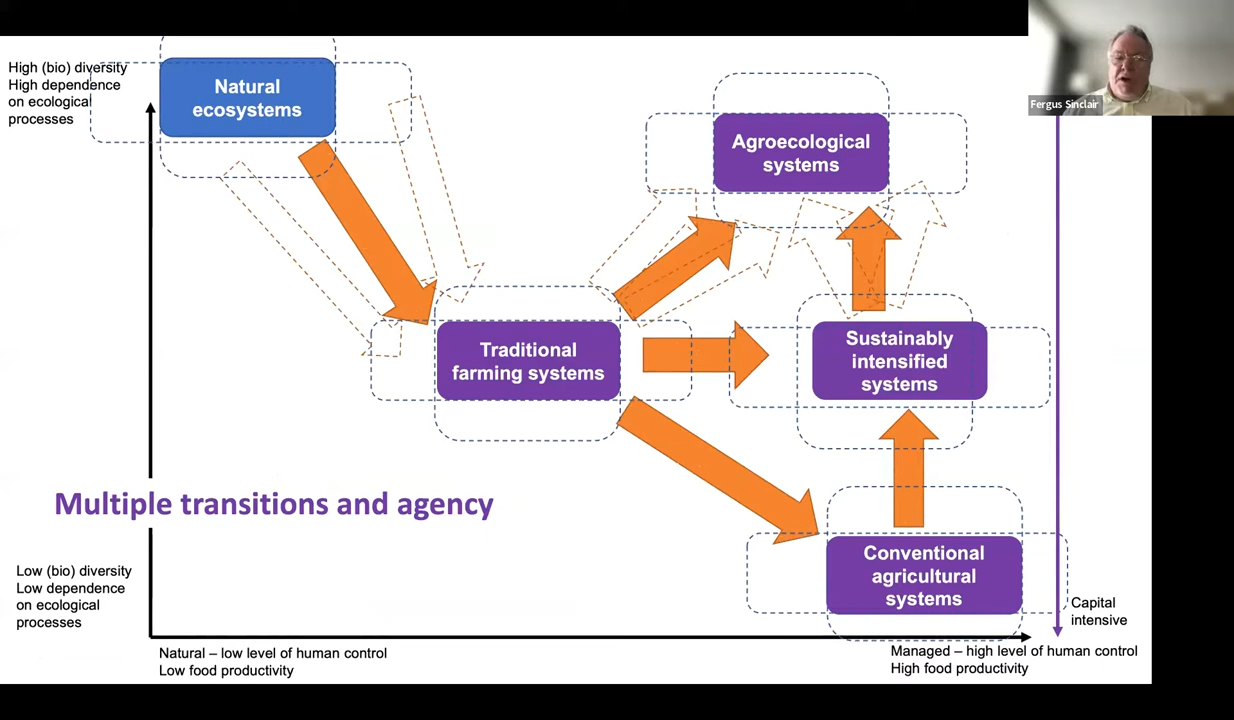 High (bio) diversity
High dependence
on ecological
processes
Natural
ecosystems
Fergus Sinclair
Agroecological
systems
Traditional
farming systems
Sustainably
intensified
systems
Multiple transitions and agency
Conventional
agricultural
systems
Low (bio) diversity
Low dependence
on ecological
processes
Capital
intensive
Natural – low level of human control
Low food productivity
Managed – high level of human control
High food productivity